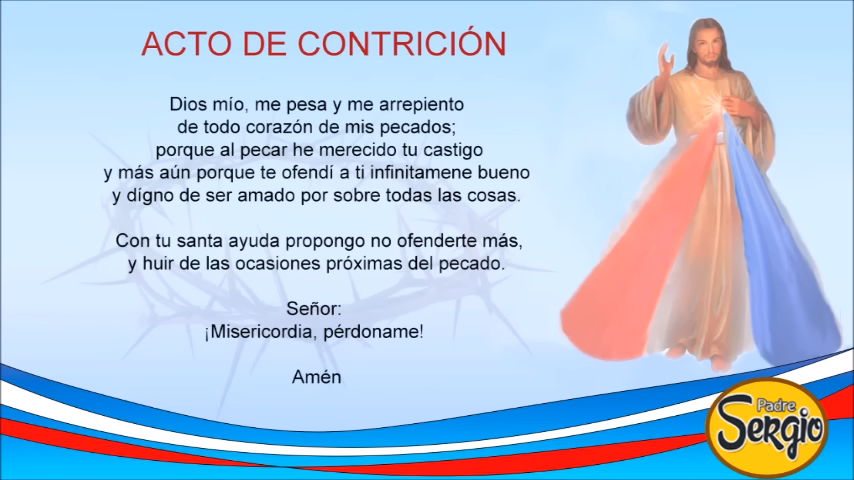 ACTO DE CONTRICIÓN
Dios mío, me pesa y me arrepiento
de todo corazón de mis pecados;
porque al pecar he merecido tu castigo
y más aún porque te ofendí a ti infinitamene bueno
y dígno de ser amado por sobre todas las cosas.
Con tu santa ayuda propongo no ofenderte más,
y huir de las ocasiones próximas del pecado.
Señor:
¡Misericordia, pérdoname!
Amén
Padre
Sergio